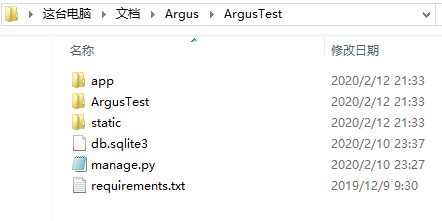 这台电脑 文档 Argus ArgusTest
名称 修改日期
app 2020/2/12 21:33
ArgusTest 2020/2/12 21:33
static 2020/2/12 21:33
db.sqlite3 2020/2/10 23:37
manage.py 2020/2/10 23:27
requirements.txt 2019/12/9 9:30